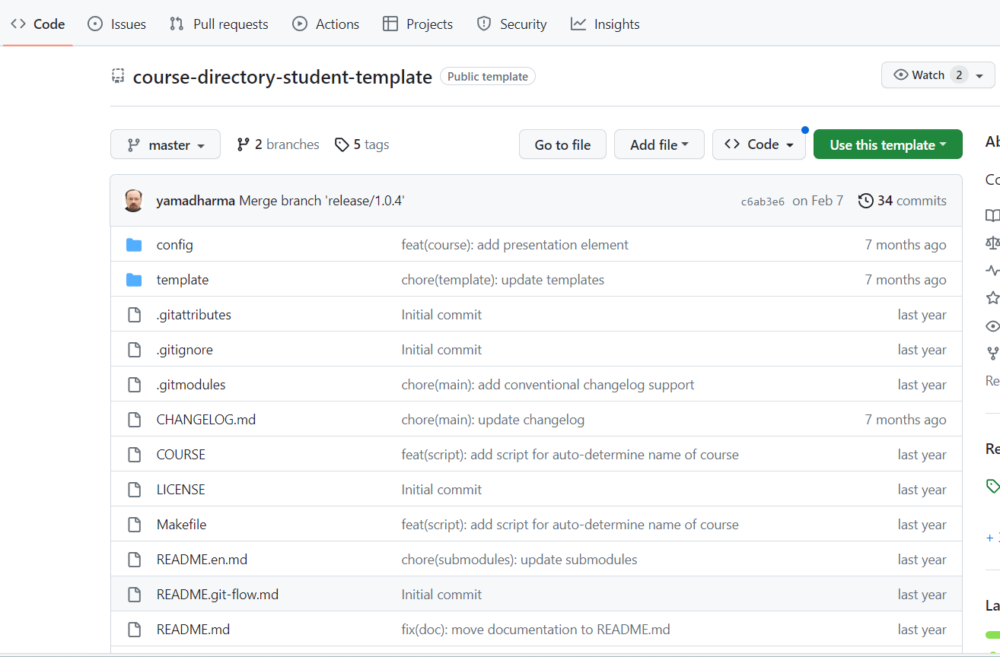 Code Issues Pull requests Actions Projects Security Insights
course-directory-student-template Public template Watch 2
master 2 branches 5 tags Go to file Add file Code Use this template
yamadharma Merge branch 'release/1.0.4' c6ab3e6 on Feb 7 34 commits
config feat(course): add presentation element 7 months ago
template chore(template): update templates 7 months ago
.gitattributes Initial commit last year
.gitignore Initial commit last year
.gitmodules chore(main): add conventional changelog support last year
CHANGELOG.md chore(main): update changelog 7 months ago
COURSE feat(script): add script for auto-determine name of course last year
LICENSE Initial commit last year
Makefile feat(script): add script for auto-determine name of course last year
README.en.md chore(submodules): update submodules last year
README.git-flow.md Initial commit last year
README.md fix(doc): move documentation to README.md last year